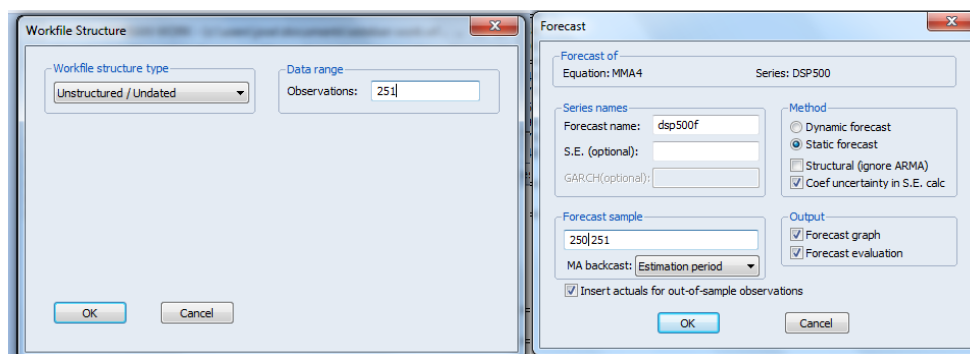 Workfile Structure
Workfile structure type
Unstructured / Undated
Data range
Observations: 251
OK
Cancel
Forecast
Forecast of
Equation: MMA4 Series: DSP500
Series names
Forecast name: dsp500f
S.E. (optional):
GARCH(optional):
Method
Dynamic forecast
Static forecast
Structural (ignore ARMA)
Coef uncertainty in S.E. calc
Forecast sample
250 251
MA backcast: Estimation period
Output
Forecast graph
Forecast evaluation
Insert actuals for out-of-sample observations
OK
Cancel